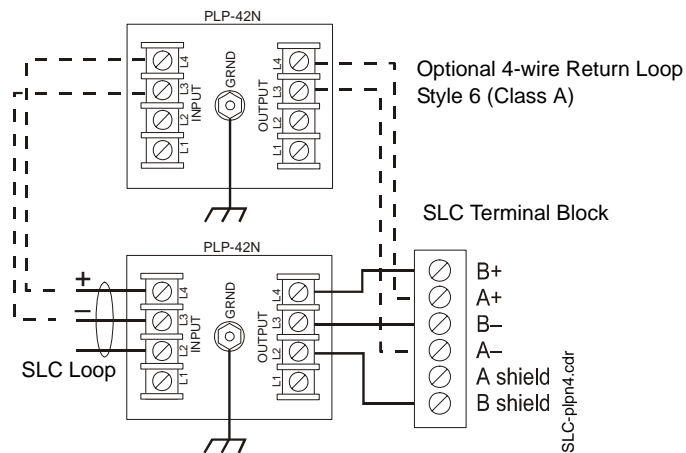 PLP-42N
L4
L3
L2
L1
INPUT
GRND
OUTPUT
L4
L3
L2
L1
Optional 4-wire Return Loop
Style 6 (Class A)
SLC Terminal Block
PLP-42N
+
–
SLC Loop
L4
L3
L2
L1
INPUT
GRND
OUTPUT
L4
L3
L2
L1
B+
A+
B–
A–
A shield
B shield
SLC-plpn4.cdr